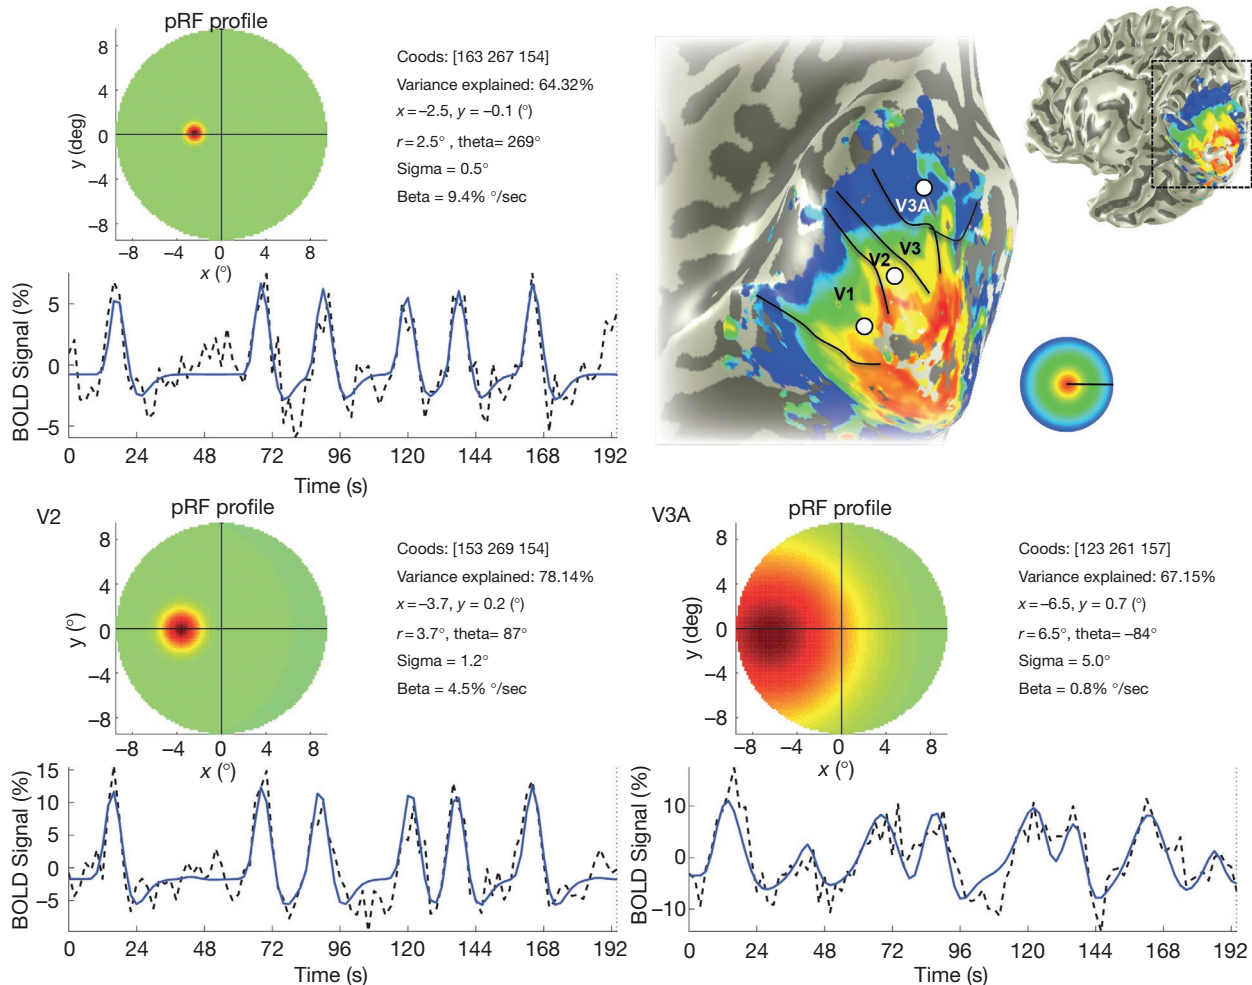 pRF profile
8
4
0
−4
−8
y (deg)
−8 −4 0 4 8
x (°)
Coods: [163 267 154]
Variance explained: 64.32%
x = −2.5, y = −0.1 (°)
r = 2.5° , theta= 269°
Sigma = 0.5°
Beta = 9.4% °/sec
5
0
−5
BOLD Signal (%)
0 24 48 72 96 120 144 168 192
Time (s)
V3A
V3
V2
V1
V2
pRF profile
8
4
0
−4
−8
y (°)
−8 −4 0 4 8
x (°)
Coods: [153 269 154]
Variance explained: 78.14%
x = −3.7, y = 0.2 (°)
r = 3.7°, theta= 87°
Sigma = 1.2°
Beta = 4.5% °/sec
15
10
5
0
−5
BOLD Signal (%)
0 24 48 72 96 120 144 168 192
Time (s)
V3A
pRF profile
8
4
0
−4
−8
y (deg)
−8 −4 0 4 8
x (°)
Coods: [123 261 157]
Variance explained: 67.15%
x = −6.5, y = 0.7 (°)
r = 6.5°, theta= −84°
Sigma = 5.0°
Beta = 0.8% °/sec
10
0
−10
BOLD Signal (%)
0 24 48 72 96 120 144 168 192
Time (s)